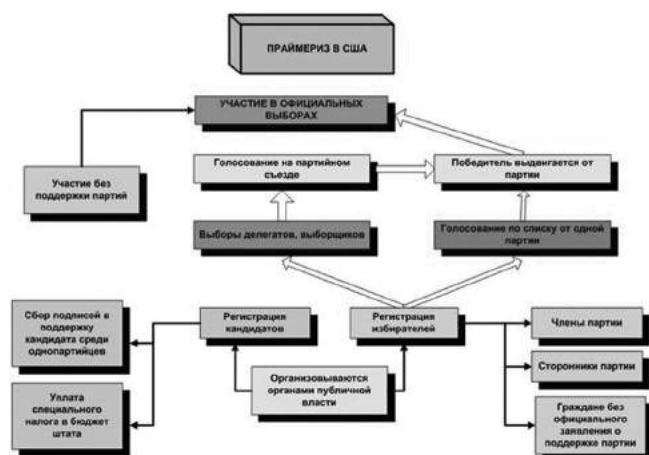 ПРАЙМЕРИЗ В США
УЧАСТИЕ В ОФИЦИАЛЬНЫХ
ВЫБОРАХ
Участие без
поддержки партий
Голосование на партийном
съезде
Победитель выдвигается от
партии
Выборы делегатов, выборщиков
Голосование по списку от одной
партии
Сбор подписей в
поддержку
кандидата среди
однопартийцев
Регистрация
кандидатов
Регистрация
избирателей
Члены партии
Сторонники партии
Организовываются
органами публичной
власти
Уплата
специального
налога в бюджет
штата
Граждане без
официального
заявления о
поддержке партии